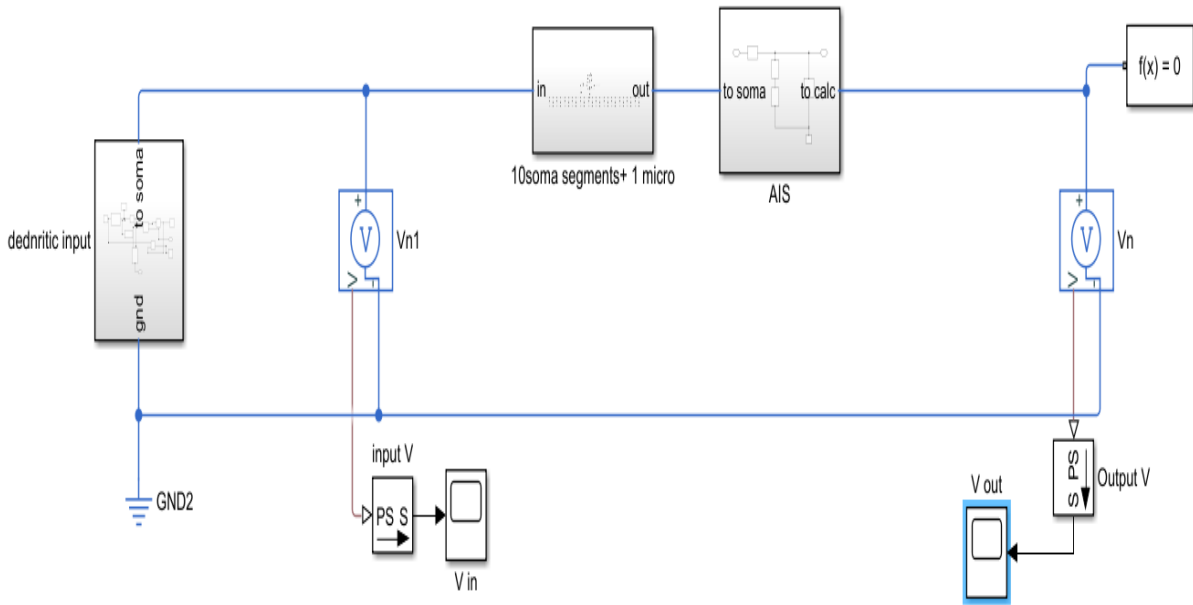 f(x) = 0
in
out
to soma
to calc
10soma segments+ 1 micro
AIS
to soma
gnd
dednritic input
+
V
V
−
Vn1
+
V
V
−
Vn
GND2
input V
PS S
V in
S PS
Output V
V out